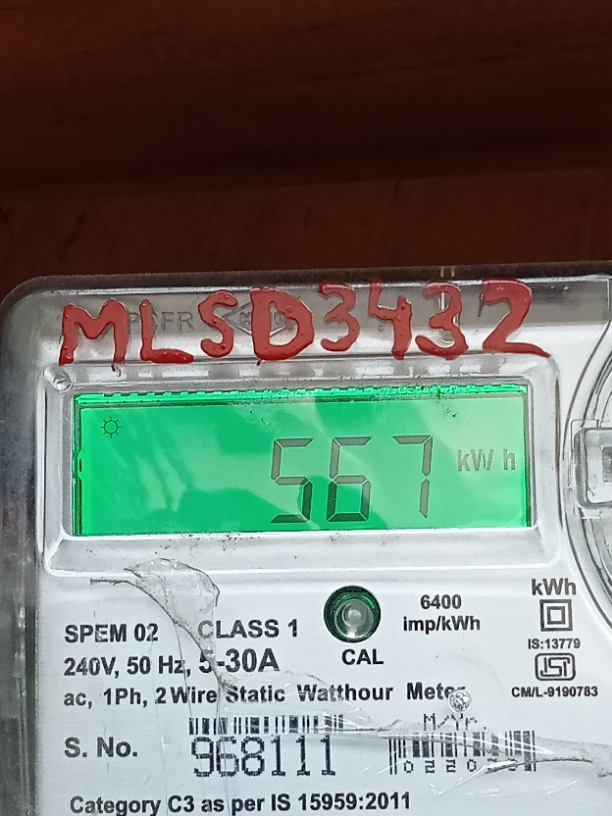 MLSD3432
567 kWh
SPEM 02 CLASS 1
240V, 50 Hz, 5-30A
ac, 1Ph, 2 Wire Static Watthour Meter
CAL
6400
imp/kWh
kWh
IS:13779
CM/L-9190783
M/Yr
S. No. 968111
Category C3 as per IS 15959:2011